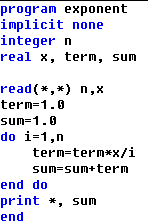 program exponent
implicit none
integer n
real x, term, sum

read(*,*) n,x
term=1.0
sum=1.0
do i=1,n
    term=term*x/i
    sum=sum+term
end do
print *, sum
end